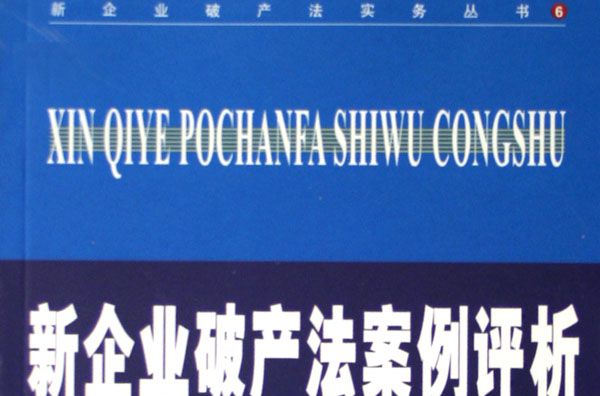 新企业破产法实务丛书 6
XIN QIYE POCHANFA SHIWU CONGSHU
新企业破产法案例评析